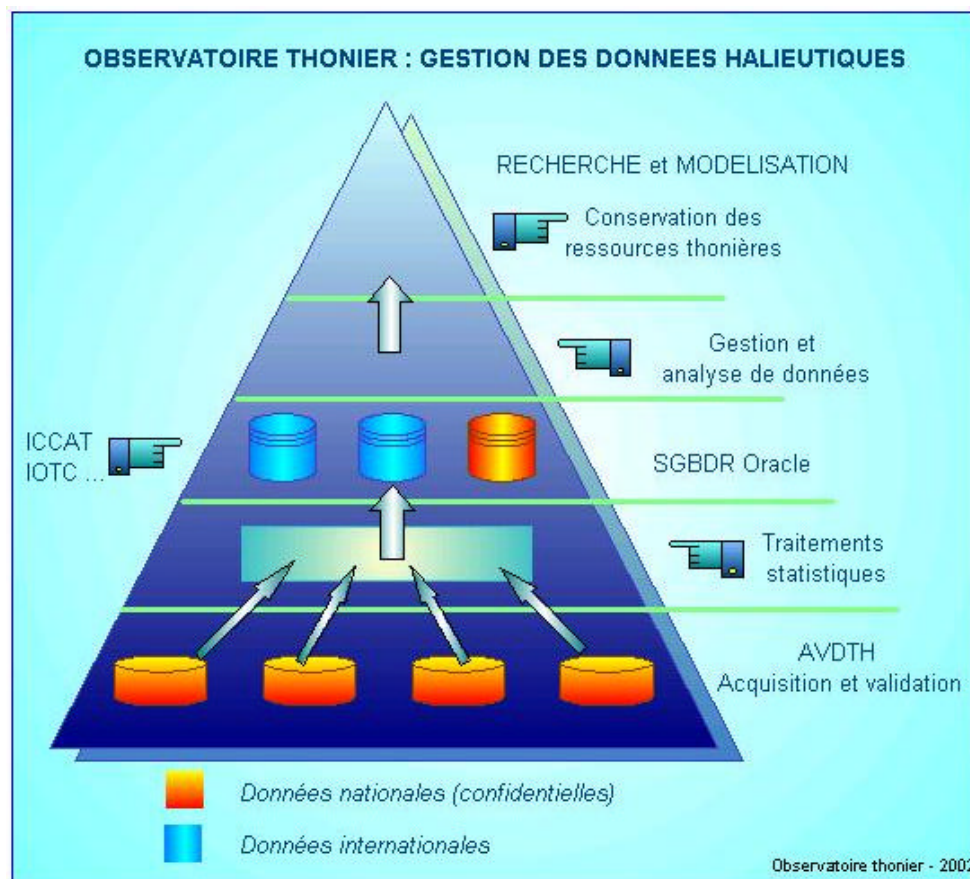 OBSERVATOIRE THONIER : GESTION DES DONNEES HALIEUTIQUES
RECHERCHE et MODELISATION
Conservation des
ressources thonières
Gestion et
analyse de données
ICCAT
IOTC ...
SGBDR Oracle
Traitements
statistiques
AVDTH
Acquisition et validation
Données nationales (confidentielles)
Données internationales
Observatoire thonier - 2002